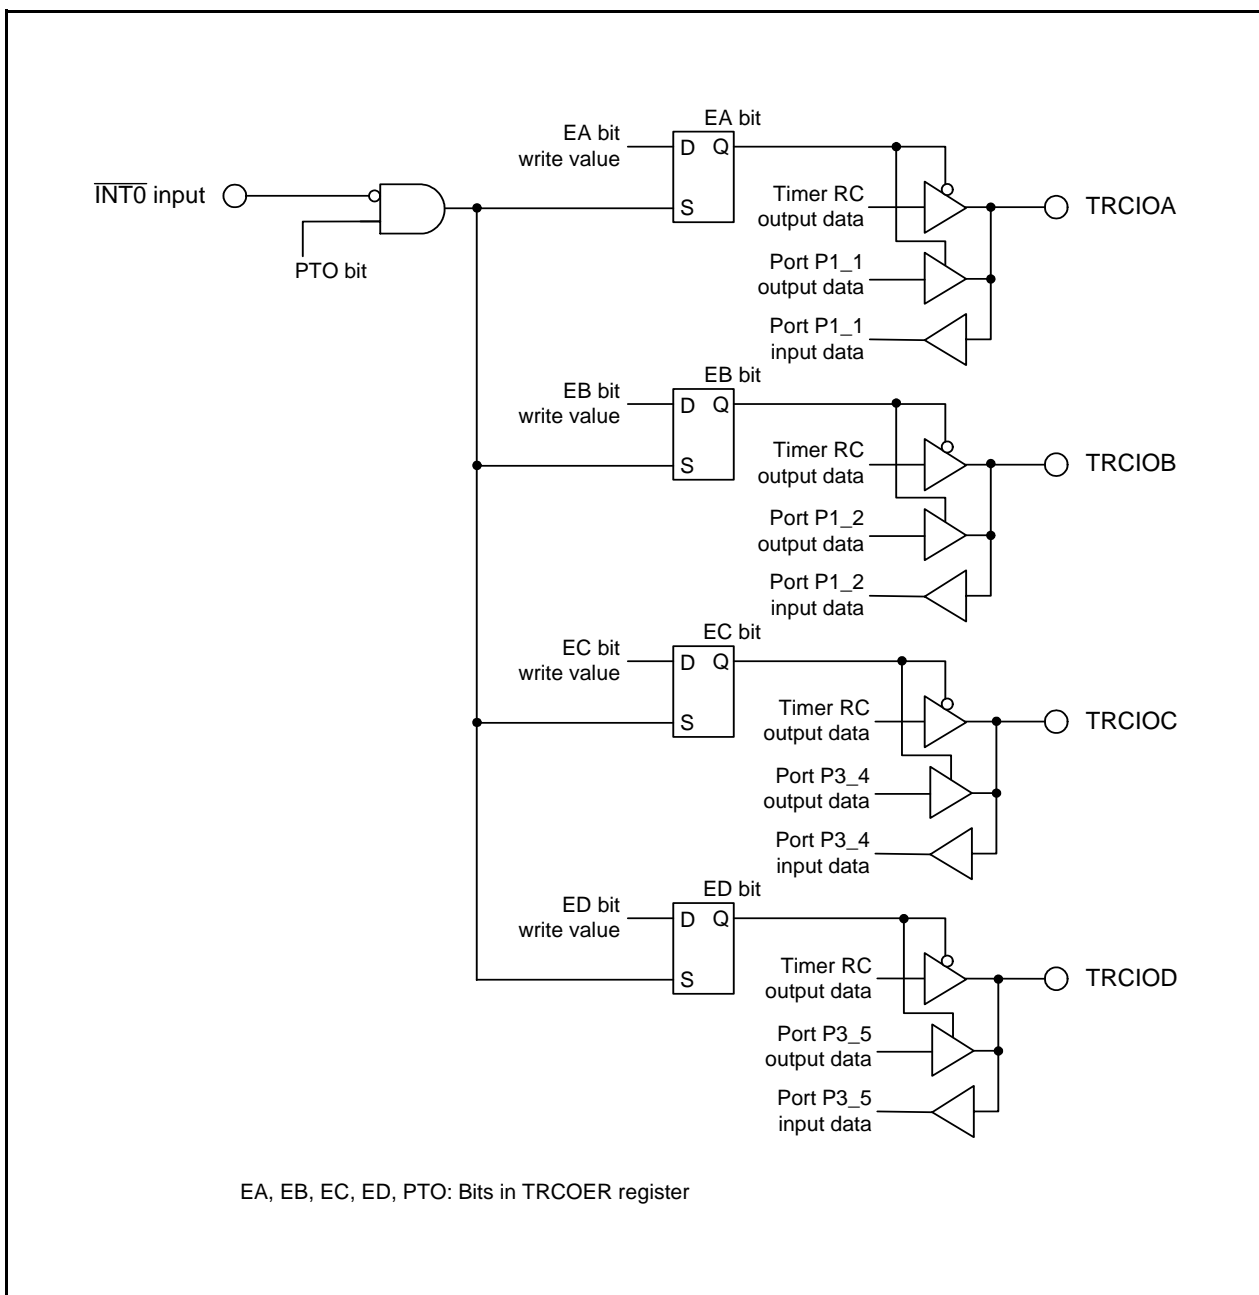 EA bit
EA bit
write value
D Q
S
INT0 input
PTO bit
Timer RC
output data
TRCIOA
Port P1_1
output data
Port P1_1
input data
EB bit
EB bit
write value
D Q
S
Timer RC
output data
TRCIOB
Port P1_2
output data
Port P1_2
input data
EC bit
EC bit
write value
D Q
S
Timer RC
output data
TRCIOC
Port P3_4
output data
Port P3_4
input data
ED bit
ED bit
write value
D Q
S
Timer RC
output data
TRCIOD
Port P3_5
output data
Port P3_5
input data
EA, EB, EC, ED, PTO: Bits in TRCOER register